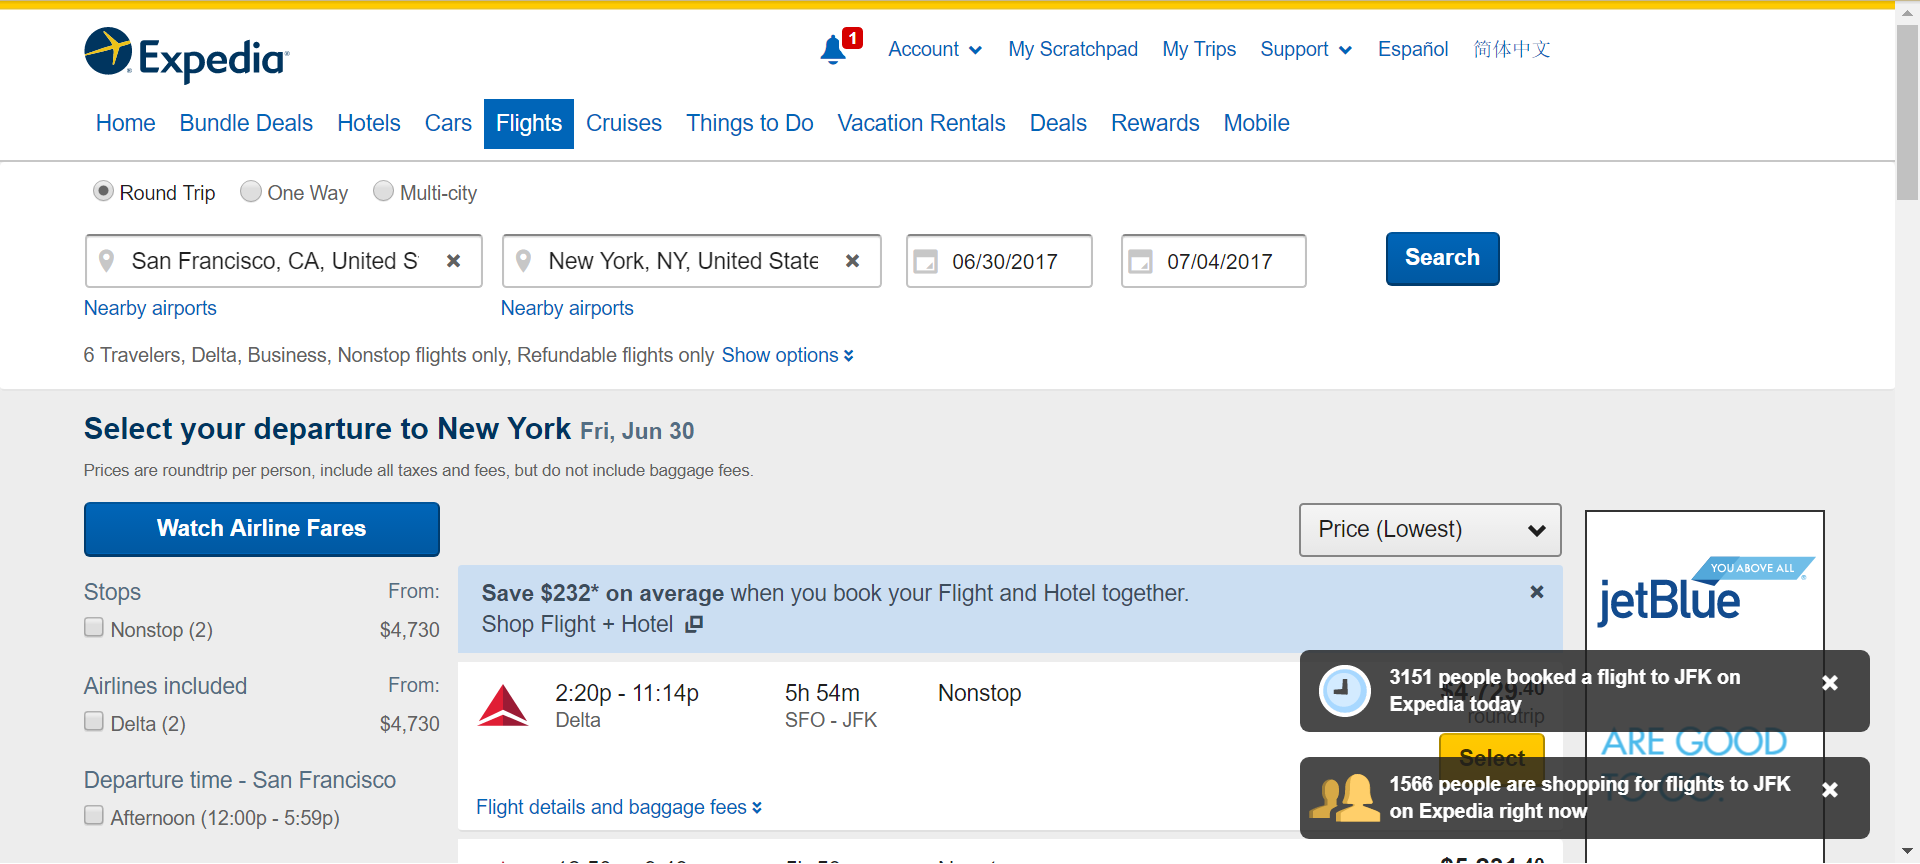 Expedia
1
Account
My Scratchpad
My Trips
Support
Español
简体中文
Home
Bundle Deals
Hotels
Cars
Flights
Cruises
Things to Do
Vacation Rentals
Deals
Rewards
Mobile
Round Trip
One Way
Multi-city
San Francisco, CA, United S
New York, NY, United State
06/30/2017
07/04/2017
Search
Nearby airports
Nearby airports
6 Travelers, Delta, Business, Nonstop flights only, Refundable flights only Show options
Select your departure to New York Fri, Jun 30
Prices are roundtrip per person, include all taxes and fees, but do not include baggage fees.
Watch Airline Fares
Price (Lowest)
Stops From:
Nonstop (2) $4,730
Airlines included From:
Delta (2) $4,730
Departure time - San Francisco
Afternoon (12:00p - 5:59p)
Save $232* on average when you book your Flight and Hotel together.
Shop Flight + Hotel
2:20p - 11:14p
Delta
5h 54m
SFO - JFK
Nonstop
$4,729.40
roundtrip
Select
Flight details and baggage fees
YOU ABOVE ALL
jetBlue
ARE GOOD
TO GO.
3151 people booked a flight to JFK on
Expedia today
1566 people are shopping for flights to JFK
on Expedia right now